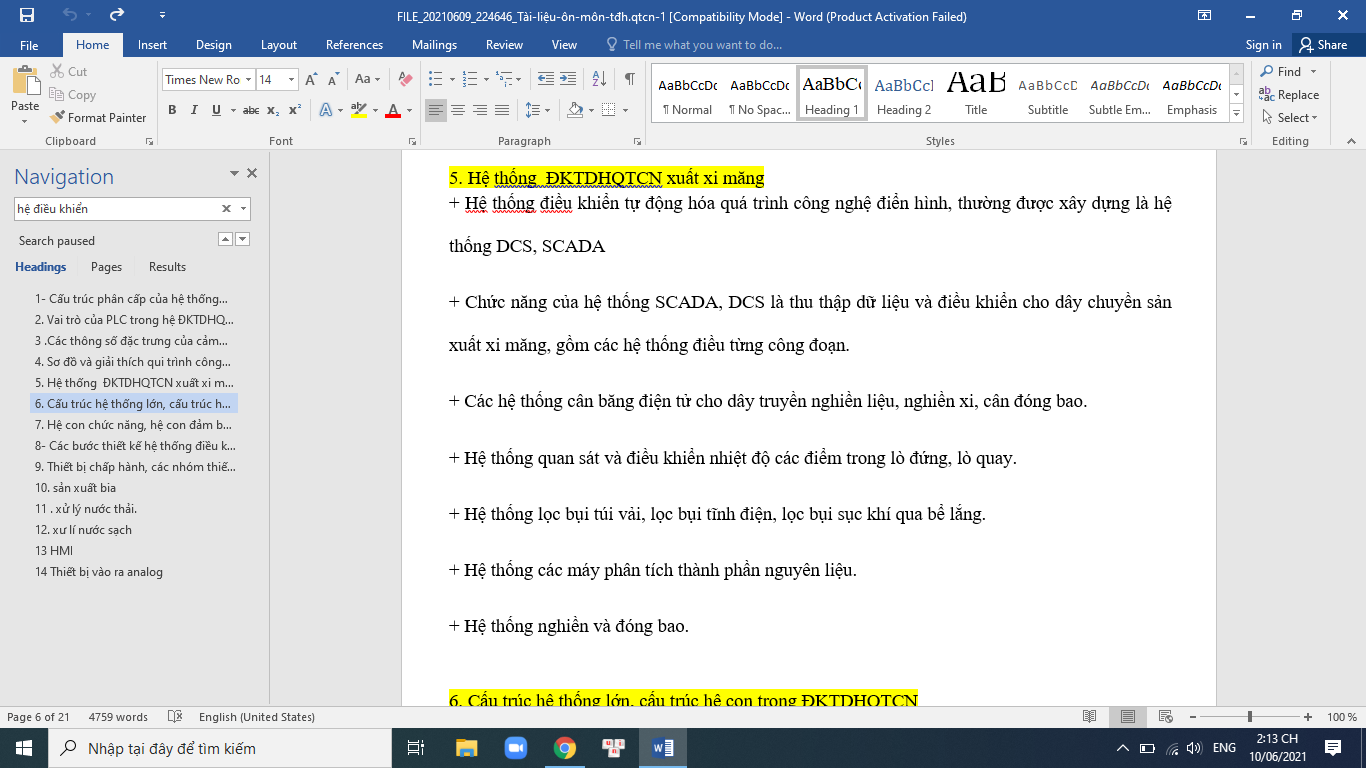 FILE_20210609_224646_Tài-liệu-ôn-môn-tđh.qtcn-1 [Compatibility Mode] - Word (Product Activation Failed)
File Home Insert Design Layout References Mailings Review View Tell me what you want to do... Sign in Share
Paste
Cut
Copy
Format Painter
Clipboard
Times New Ro 14
Font
Paragraph
AaBbCcDc AaBbCcDc AaBbC( AaBbCcI AaB AaBbCcD AaBbCcDc AaBbCcDc
¶ Normal ¶ No Spac... Heading 1 Heading 2 Title Subtitle Subtle Em... Emphasis
Styles
Find
Replace
Select
Editing
Navigation
hệ điều khiển
Search paused
Headings Pages Results
1- Cấu trúc phân cấp của hệ thống...
2. Vai trò của PLC trong hệ ĐKTDHQ...
3 .Các thông số đặc trưng của cảm...
4. Sơ đồ và giải thích qui trình công...
5. Hệ thống ĐKTDHQTCN xuất xi m...
6. Cấu trúc hệ thống lớn, cấu trúc h...
7. Hệ con chức năng, hệ con đảm b...
8- Các bước thiết kế hệ thống điều k...
9. Thiết bị chấp hành, các nhóm thiế...
10. sản xuất bia
11 . xử lý nước thải.
12. xư lí nước sạch
13 HMI
14 Thiết bị vào ra analog
5. Hệ thống ĐKTDHQTCN xuất xi măng
+ Hệ thống điều khiển tự động hóa quá trình công nghệ điển hình, thường được xây dựng là hệ
thống DCS, SCADA
+ Chức năng của hệ thống SCADA, DCS là thu thập dữ liệu và điều khiển cho dây chuyền sản
xuất xi măng, gồm các hệ thống điều từng công đoạn.
+ Các hệ thống cân băng điện tử cho dây truyền nghiền liệu, nghiền xi, cân đóng bao.
+ Hệ thống quan sát và điều khiển nhiệt độ các điểm trong lò đứng, lò quay.
+ Hệ thống lọc bụi túi vải, lọc bụi tĩnh điện, lọc bụi sục khí qua bể lắng.
+ Hệ thống các máy phân tích thành phần nguyên liệu.
+ Hệ thống nghiền và đóng bao.
6. Cấu trúc hệ thống lớn, cấu trúc hệ con trong ĐKTDHQTCN
Page 6 of 21 4759 words English (United States) 100 %
Nhập tại đây để tìm kiếm
ENG
2:13 CH
10/06/2021